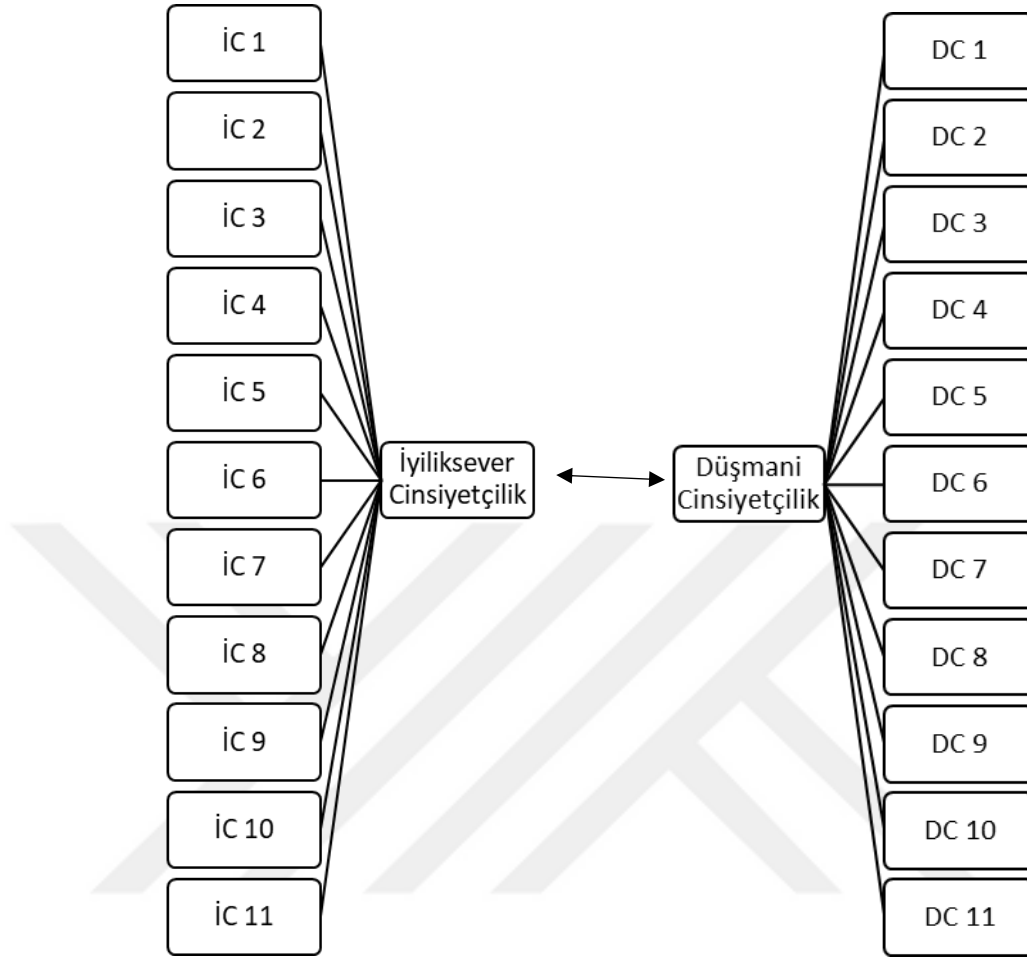 İC 1
İC 2
İC 3
İC 4
İC 5
İC 6
İC 7
İC 8
İC 9
İC 10
İC 11
İyiliksever
Cinsiyetçilik
Düşmani
Cinsiyetçilik
DC 1
DC 2
DC 3
DC 4
DC 5
DC 6
DC 7
DC 8
DC 9
DC 10
DC 11